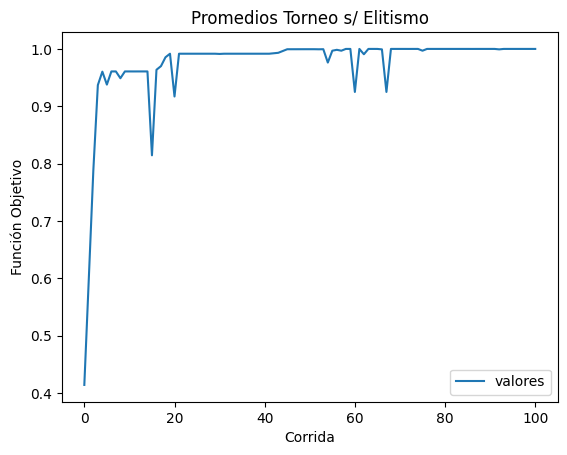 Promedios Torneo s/ Elitismo
1.0
0.9
0.8
0.7
0.6
0.5
0.4
Función Objetivo
valores
0 20 40 60 80 100
Corrida